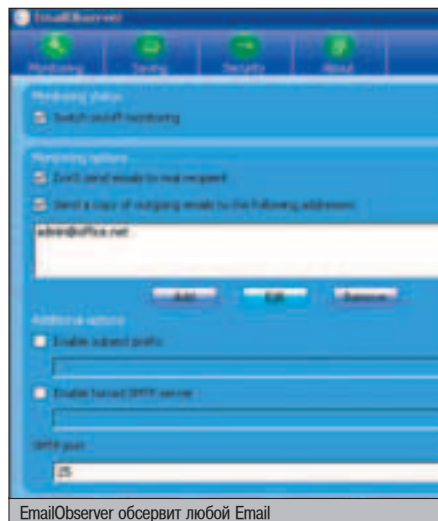 EmailObserver
Monitoring Saving Security About
Monitoring status
Switch on/off monitoring
Monitoring options
Don't send emails to real recipient
Send a copy of outgoing emails to the following addresses:
admin@office.net
Add Edit Remove
Additional options
Enable subject prefix
Enable forced SMTP server
SMTP port
25
EmailObserver обсервит любой Email